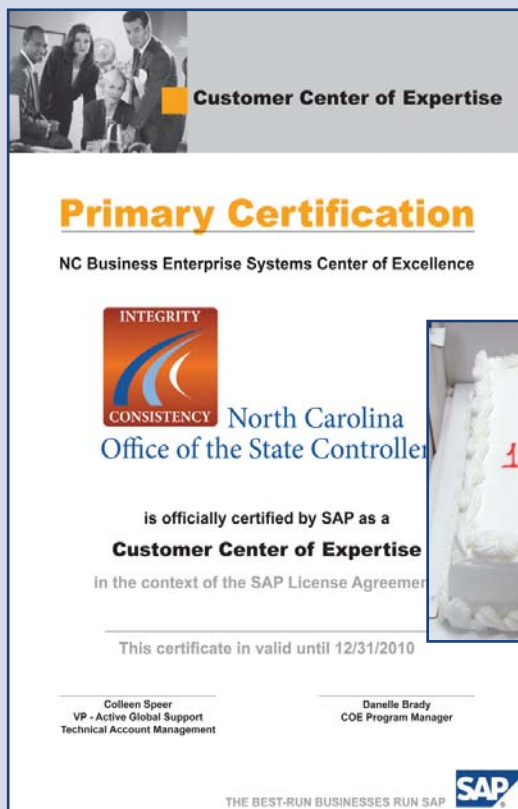 Customer Center of Expertise
Primary Certification
NC Business Enterprise Systems Center of Excellence
INTEGRITY
CONSISTENCY
North Carolina
Office of the State Controller
is officially certified by SAP as a
Customer Center of Expertise
in the context of the SAP License
This certificate in valid until 12/31/2010
Colleen Speer
VP - Active Global Support
Technical Account Management
Danelle Brady
COE Program Manager
THE BEST-RUN BUSINESSES RUN SAP
SAP